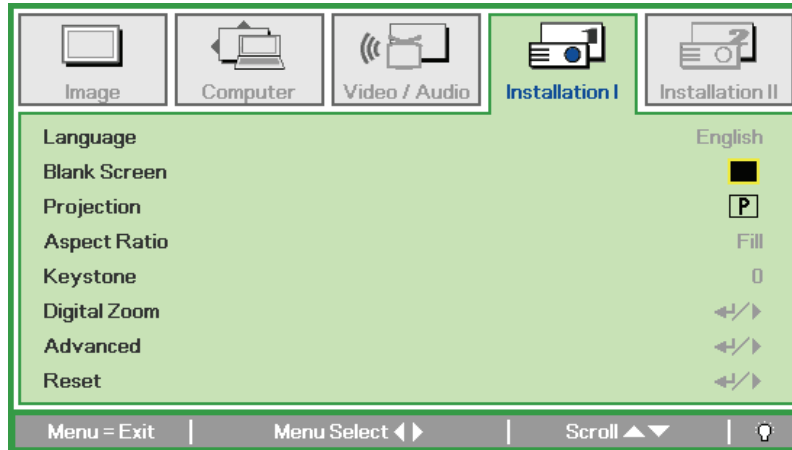 Image Computer Video / Audio Installation I Installation II
Language English
Blank Screen
Projection P
Aspect Ratio Fill
Keystone 0
Digital Zoom
Advanced
Reset
Menu = Exit Menu Select Scroll